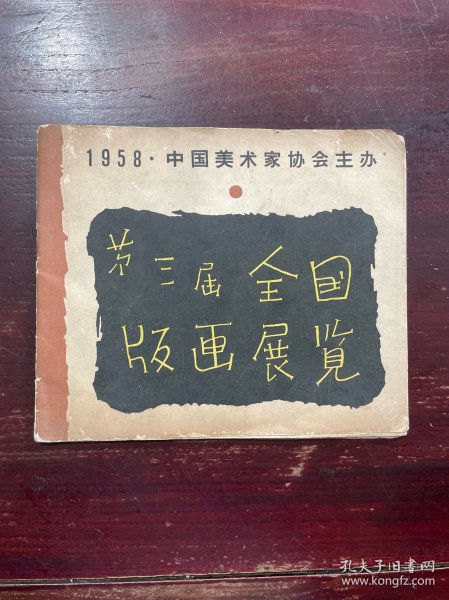 1958·中国美术家协会主办
第三届全国
版画展览
孔夫子旧书网
www.kongfz.com